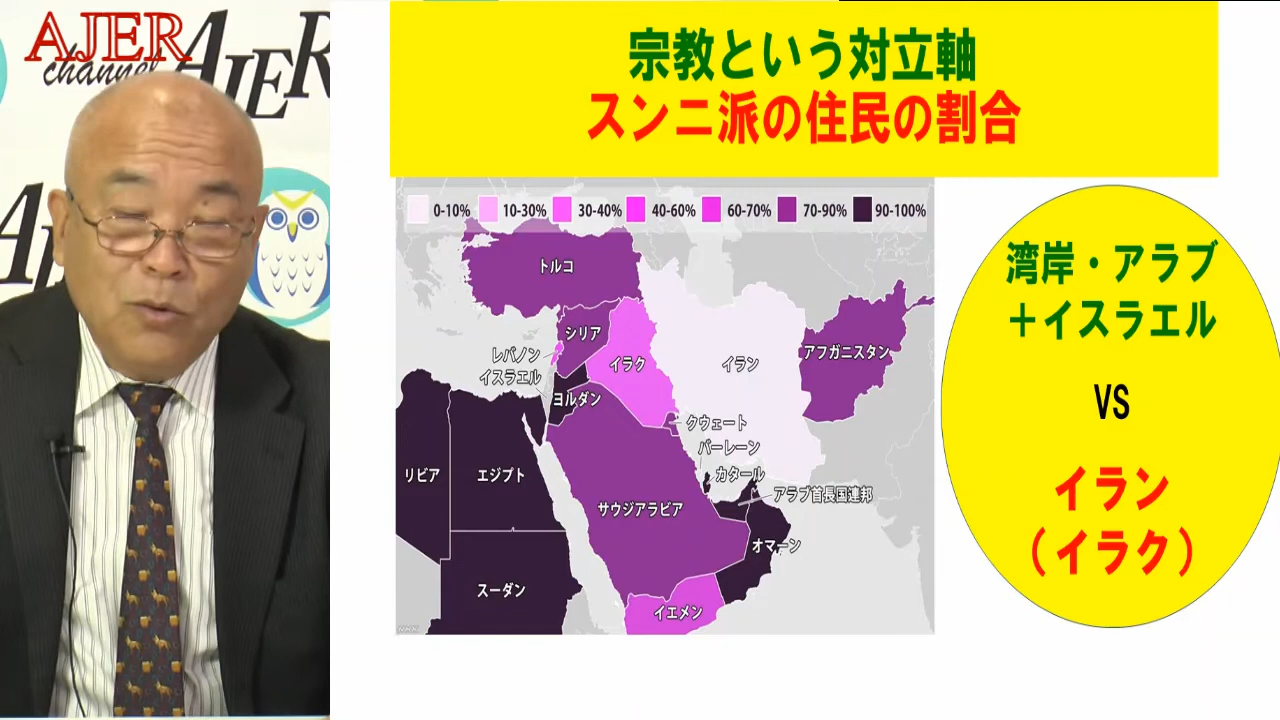 AJER
channel
AJER
宗教という対立軸
スンニ派の住民の割合
0-10% 10-30% 30-40% 40-60% 60-70% 70-90% 90-100%
トルコ
シリア
レバノン
イラク
イラン
アフガニスタン
イスラエル
ヨルダン
クウェート
バーレーン
リビア
エジプト
カタール
アラブ首長国連邦
サウジアラビア
オマーン
スーダン
イエメン
湾岸・アラブ
+イスラエル
VS
イラン
(イラク)